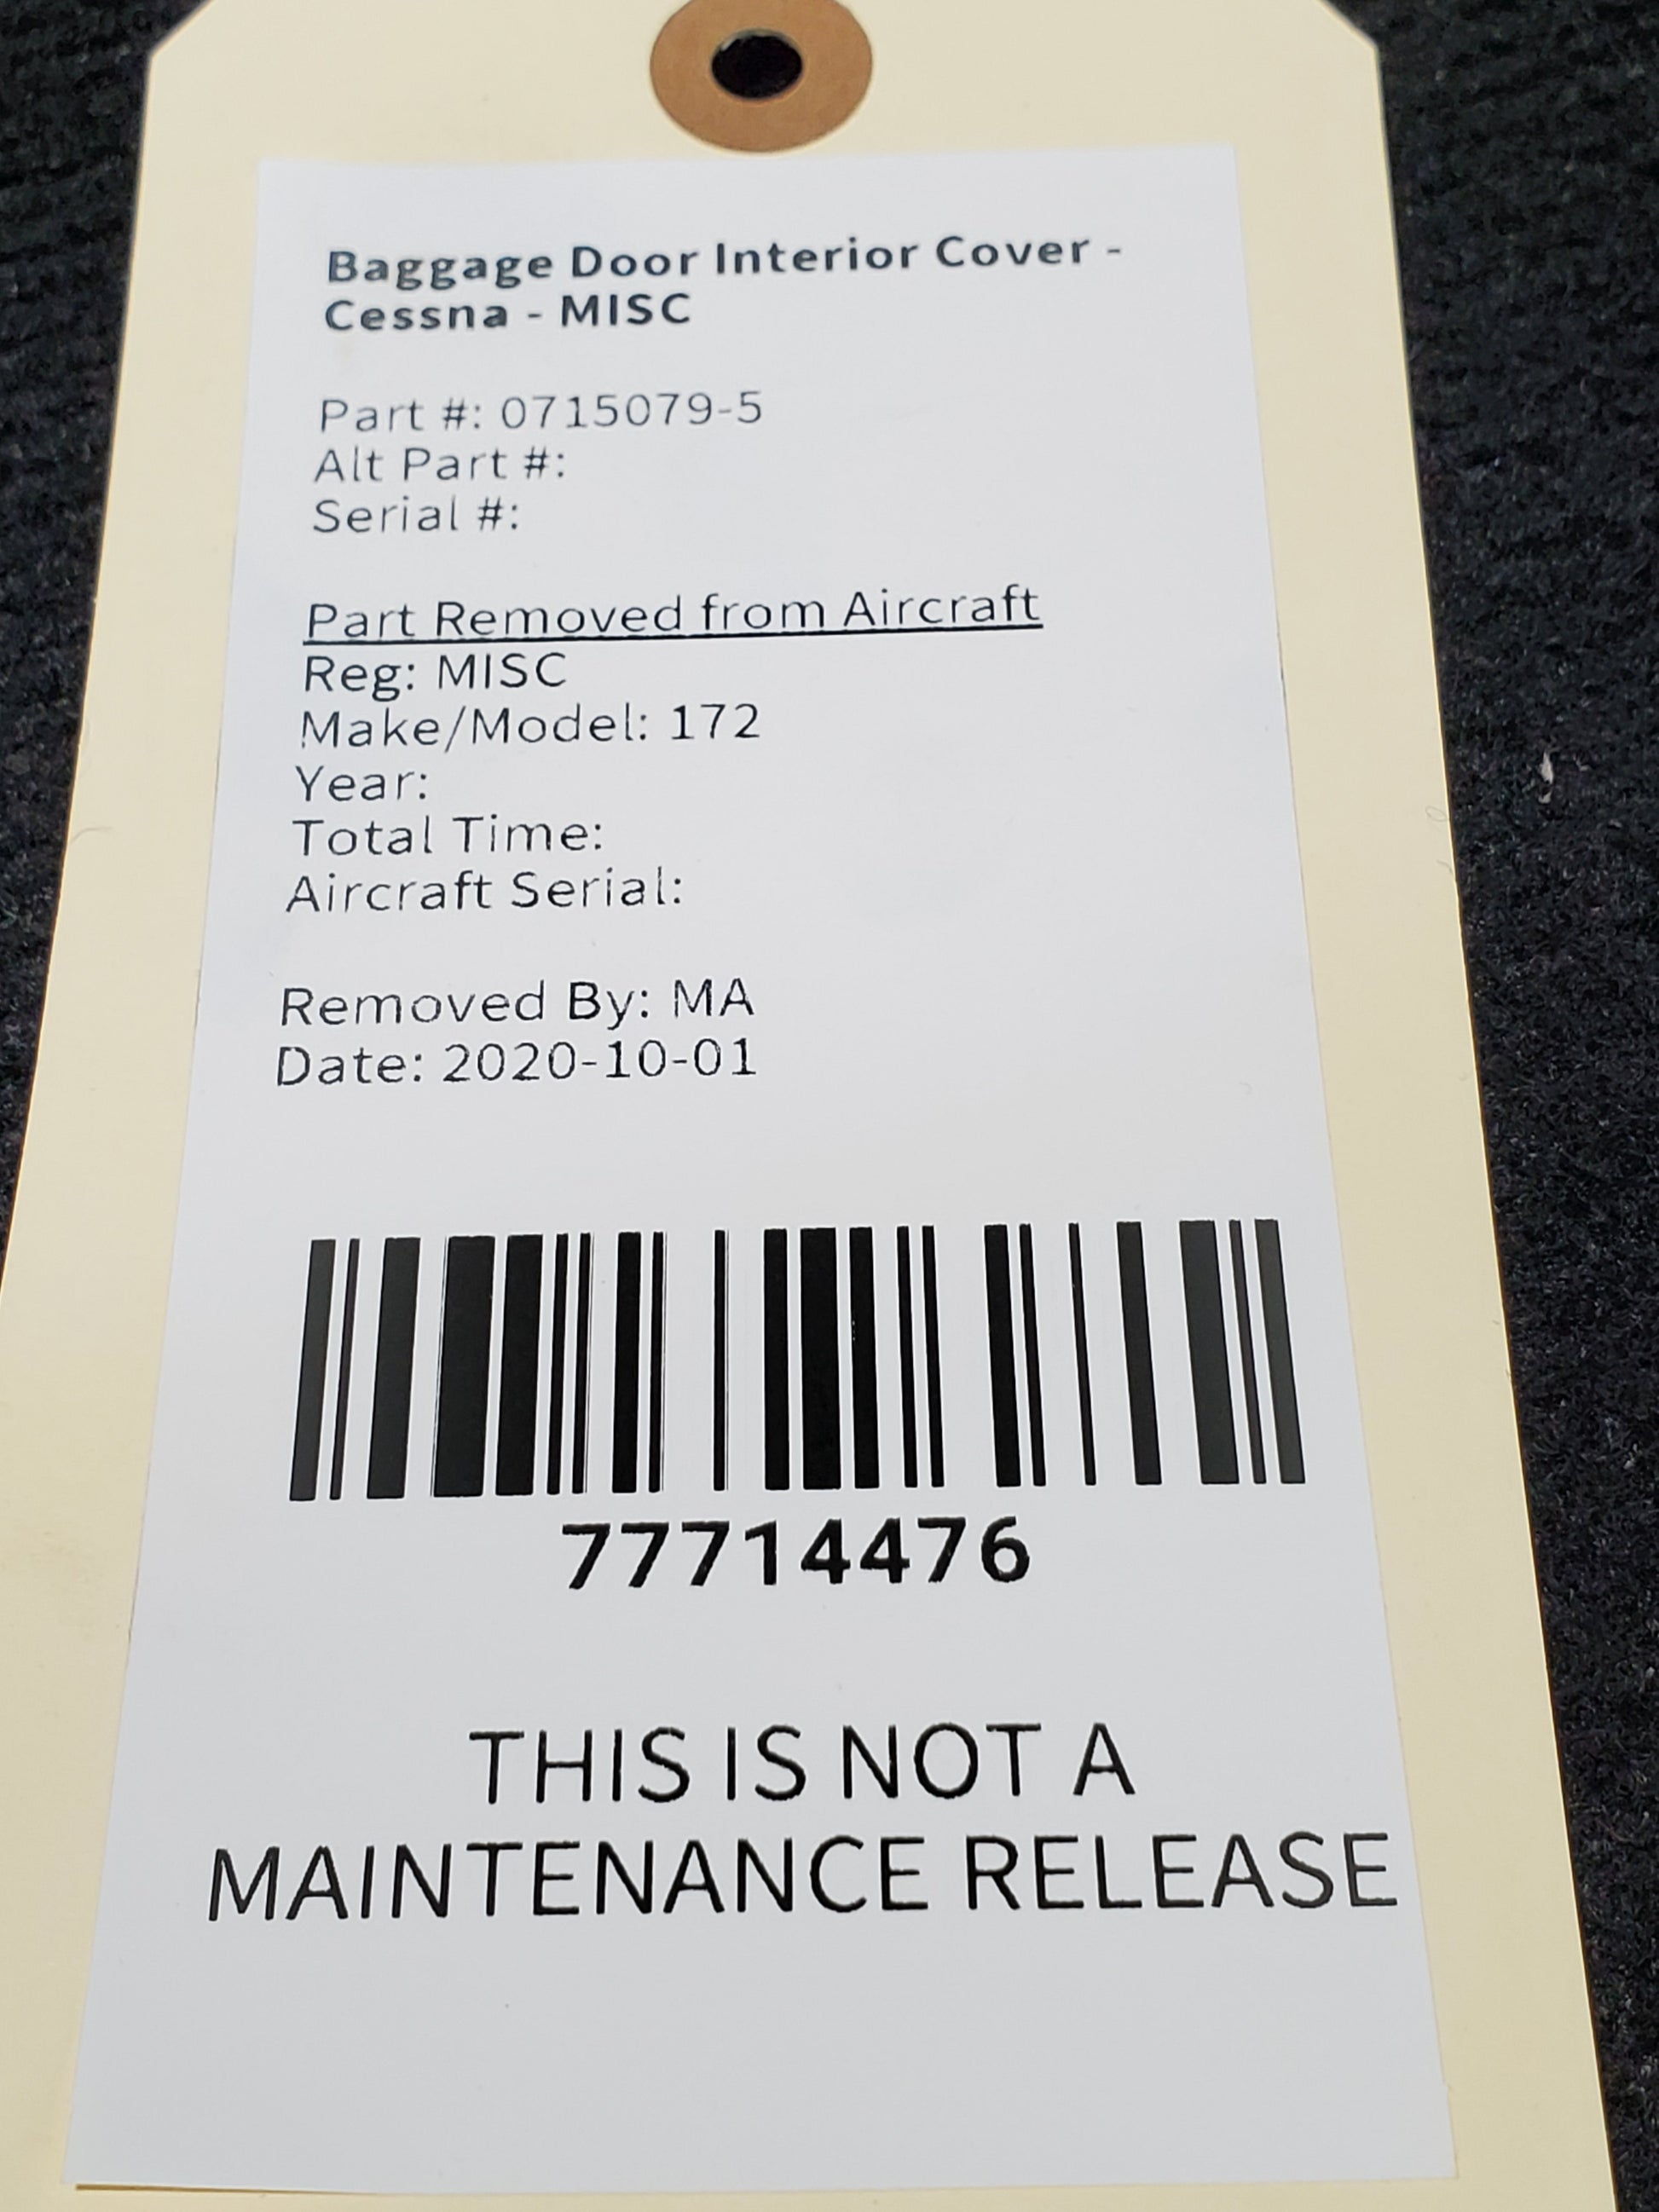 Baggage Door Interior Cover -
Cessna - MISC
Part #: 0715079-5
Alt Part #:
Serial #:
Part Removed from Aircraft
Reg: MISC
Make/Model: 172
Year:
Total Time:
Aircraft Serial:
Removed By: MA
Date: 2020-10-01
77714476
THIS IS NOT A
MAINTENANCE RELEASE